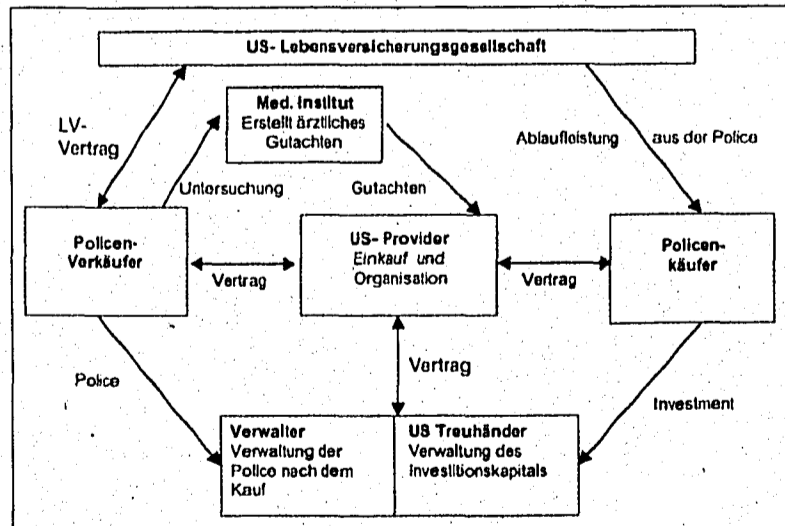 US- Lebensversicherungsgesellschaft
Med. Institut
Erstellt ärztliches
Gutachten
LV-
Vertrag
Ablaufleistung aus der Police
Untersuchung
Gutachten
Policen-
Verkäufer
US- Provider
Einkauf und
Organisation
Policen-
käufer
Vertrag
Vertrag
Police
Vertrag
Investment
Verwalter
Verwaltung der
Police nach dem
Kauf
US Treuhänder
Verwaltung des
Investitionskapitals